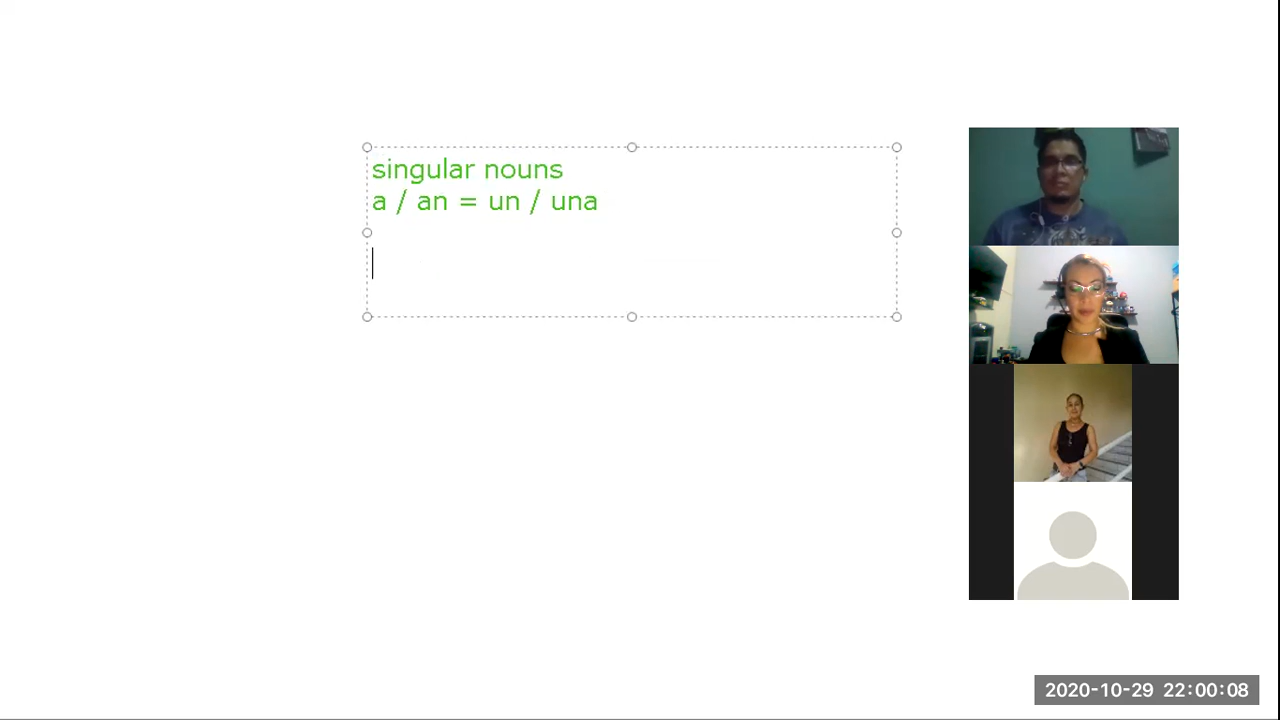 singular nouns
a / an = un / una
2020-10-29 22:00:08